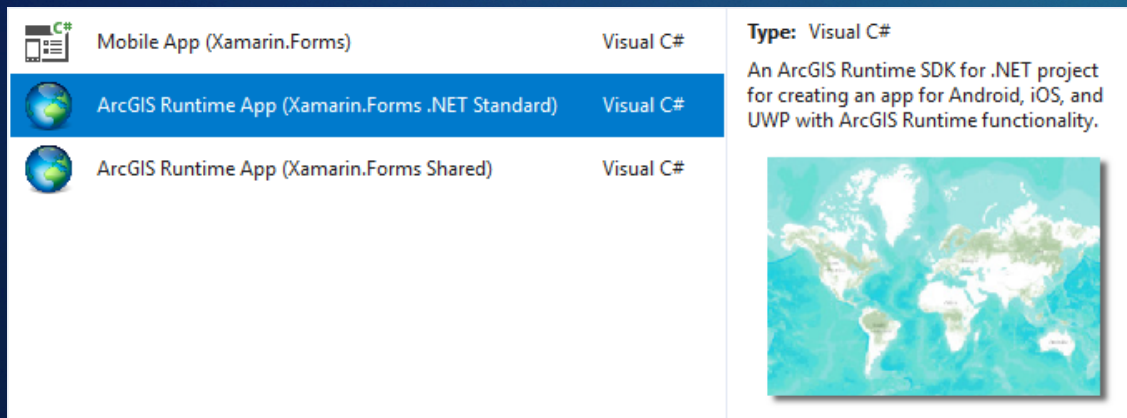 C#
Mobile App (Xamarin.Forms) Visual C#
ArcGIS Runtime App (Xamarin.Forms .NET Standard) Visual C#
ArcGIS Runtime App (Xamarin.Forms Shared) Visual C#
Type: Visual C#
An ArcGIS Runtime SDK for .NET project
for creating an app for Android, iOS, and
UWP with ArcGIS Runtime functionality.